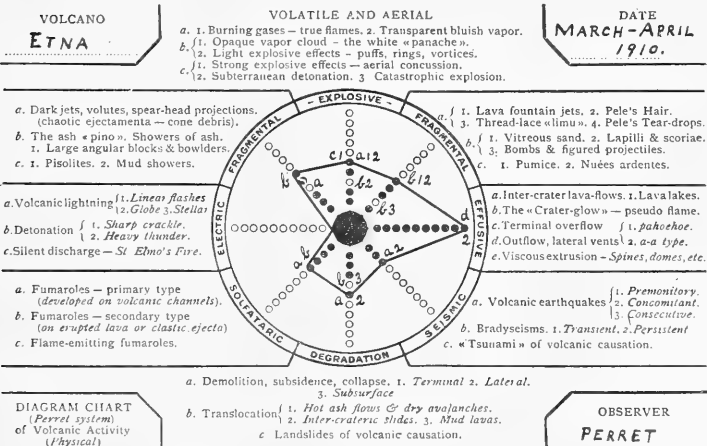 VOLCANO
ETNA
VOLATILE AND AERIAL
a. 1. Burning gases — true flames. 2. Transparent bluish vapor.
b. { 1. Opaque vapor cloud - the white « panache ».
2. Light explosive effects - puffs, rings, vortices.
c. { 1. Strong explosive effects — aerial concussion.
2. Subterranean detonation. 3 Catastrophic explosion.
DATE
MARCH-APRIL
1910.
a. Dark jets, volutes, spear-head projections.
(chaotic ejectamenta — cone debris).
b. The ash « pino ». Showers of ash.
1. Large angular blocks & bowlders.
c. 1. Pisolites. 2. Mud showers.
a. { 1. Lava fountain jets. 2. Pele's Hair.
3. Thread-lace «limu». 4. Pele's Tear-drops.
b. { 1. Vitreous sand. 2. Lapilli & scoriae.
3. Bombs & figured projectiles.
c. 1. Pumice. 2. Nuées ardentes.
a. Volcanic lightning { 1. Linear flashes
2. Globe 3. Stellar
b. Detonation { 1. Sharp crackle.
2. Heavy thunder.
c. Silent discharge — St Elmo's Fire.
a. Inter-crater lava-flows. 1. Lava lakes.
b. The « Crater-glow » — pseudo flame.
c. Terminal overflow { 1. pahoehoe.
d. Outflow, lateral vents } 2. a-a type.
e. Viscous extrusion - Spines, domes, etc.
a. Fumaroles — primary type
(developed on volcanic channels).
b. Fumaroles — secondary type
(on erupted lava or clastic ejecta)
c. Flame-emitting fumaroles.
a. Volcanic earthquakes { 1. Premonitory.
2. Concomitant.
3. Consecutive.
b. Bradyseisms. 1. Transient. 2. Persistent
c. « Tsunami » of volcanic causation.
EXPLOSIVE
FRAGMENTAL
FRAGMENTAL
ELECTRIC
EFFUSIVE
SOLFATARIC
SEISMIC
DEGRADATION
c1 a12
b2
b a
b12
b3
d
2
a b
a2
b 3
a 2
a. Demolition, subsidence, collapse. 1. Terminal 2. Lateral.
3. Subsurface
b. Translocation { 1. Hot ash flows & dry avalanches.
2. Inter-crateric slides. 3. Mud lavas.
c Landslides of volcanic causation.
DIAGRAM CHART
(Perret system)
of Volcanic Activity
(Physical)
OBSERVER
PERRET